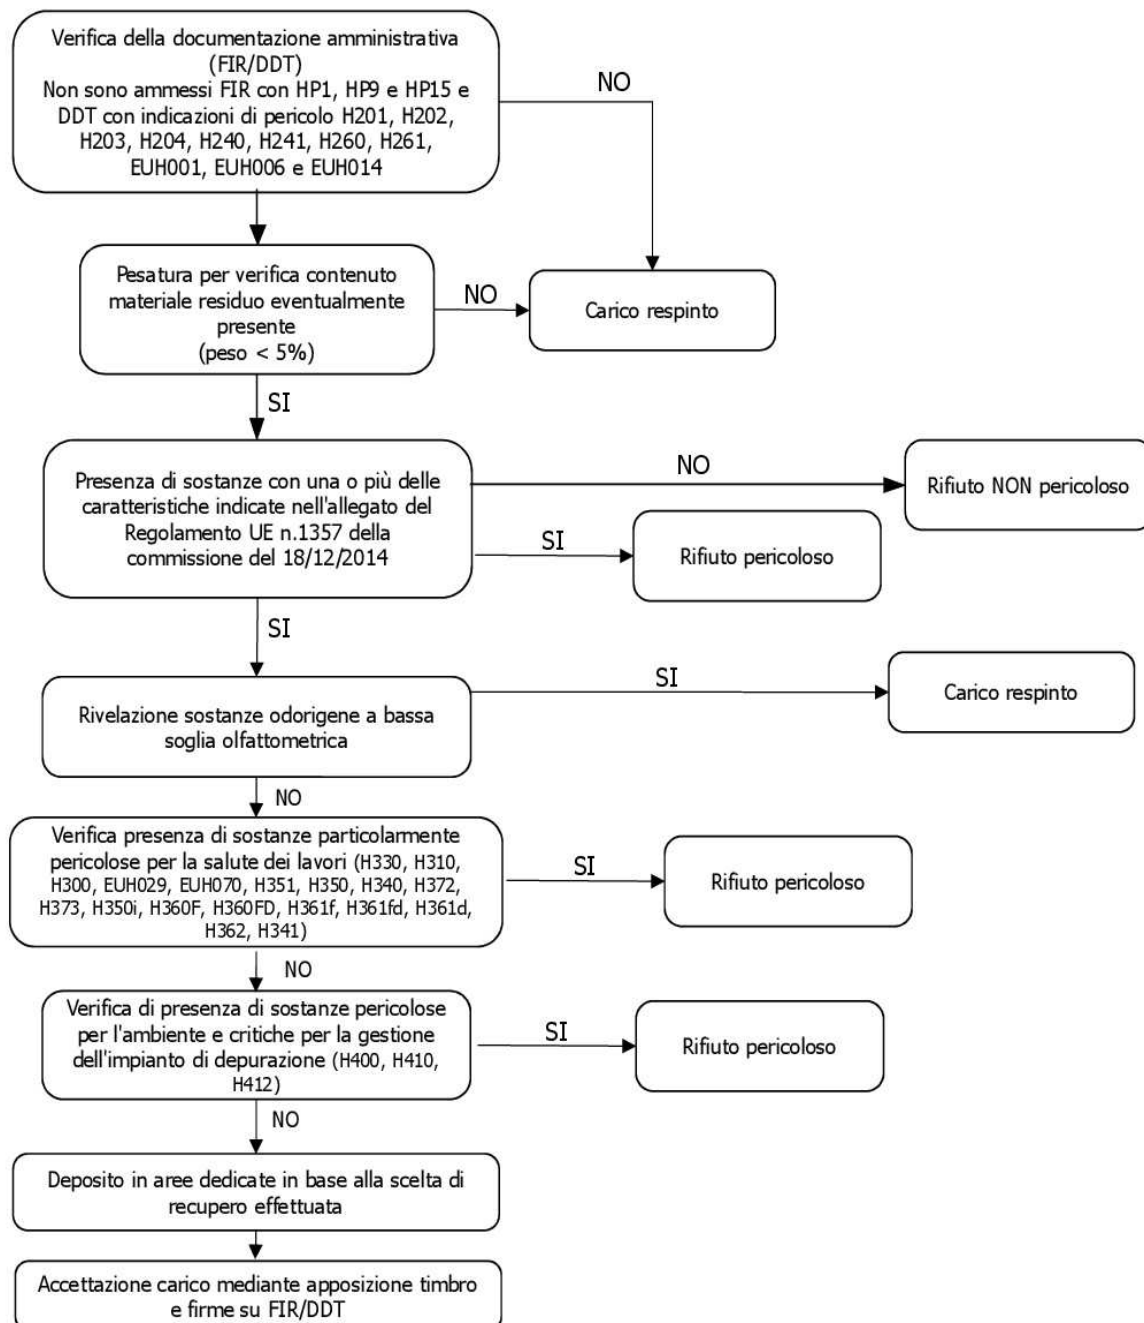 Verifica della documentazione amministrativa
(FIR/DDT)
Non sono ammessi FIR con HP1, HP9 e HP15 e
DDT con indicazioni di pericolo H201, H202,
H203, H204, H240, H241, H260, H261,
EUH001, EUH006 e EUH014
NO
Pesatura per verifica contenuto
materiale residuo eventualmente
presente
(peso < 5%)
NO
Carico respinto
SI
Presenza di sostanze con una o più delle
caratteristiche indicate nell'allegato del
Regolamento UE n.1357 della
commissione del 18/12/2014
NO
Rifiuto NON pericoloso
SI
Rifiuto pericoloso
SI
Rivelazione sostanze odorigene a bassa
soglia olfattometrica
SI
Carico respinto
NO
Verifica presenza di sostanze particolarmente
pericolose per la salute dei lavori (H330, H310,
H300, EUH029, EUH070, H351, H350, H340, H372,
H373, H350i, H360F, H360FD, H361f, H361fd, H361d,
H362, H341)
SI
Rifiuto pericoloso
NO
Verifica di presenza di sostanze pericolose
per l'ambiente e critiche per la gestione
dell'impianto di depurazione (H400, H410,
H412)
SI
Rifiuto pericoloso
NO
Deposito in aree dedicate in base alla scelta di
recupero effettuata
Accettazione carico mediante apposizione timbro
e firme su FIR/DDT